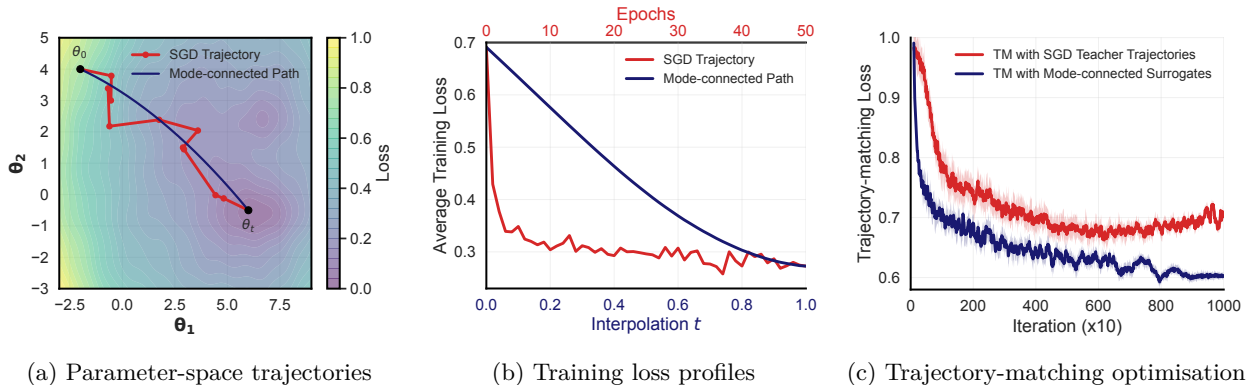 5
4
3
2
1
0
−1
−2
−3
θ₂
−2.5
0.0
2.5
5.0
7.5
θ₁
θ₀
θₜ
SGD Trajectory
Mode-connected Path
1.0
0.8
0.6
0.4
0.2
0.0
Loss
(a) Parameter-space trajectories
Epochs
0 10 20 30 40 50
0.7
0.6
0.5
0.4
0.3
Average Training Loss
SGD Trajectory
Mode-connected Path
0.0 0.2 0.4 0.6 0.8 1.0
Interpolation t
(b) Training loss profiles
1.0
0.9
0.8
0.7
0.6
Trajectory-matching Loss
TM with SGD Teacher Trajectories
TM with Mode-connected Surrogates
0 200 400 600 800 1000
Iteration (x10)
(c) Trajectory-matching optimisation